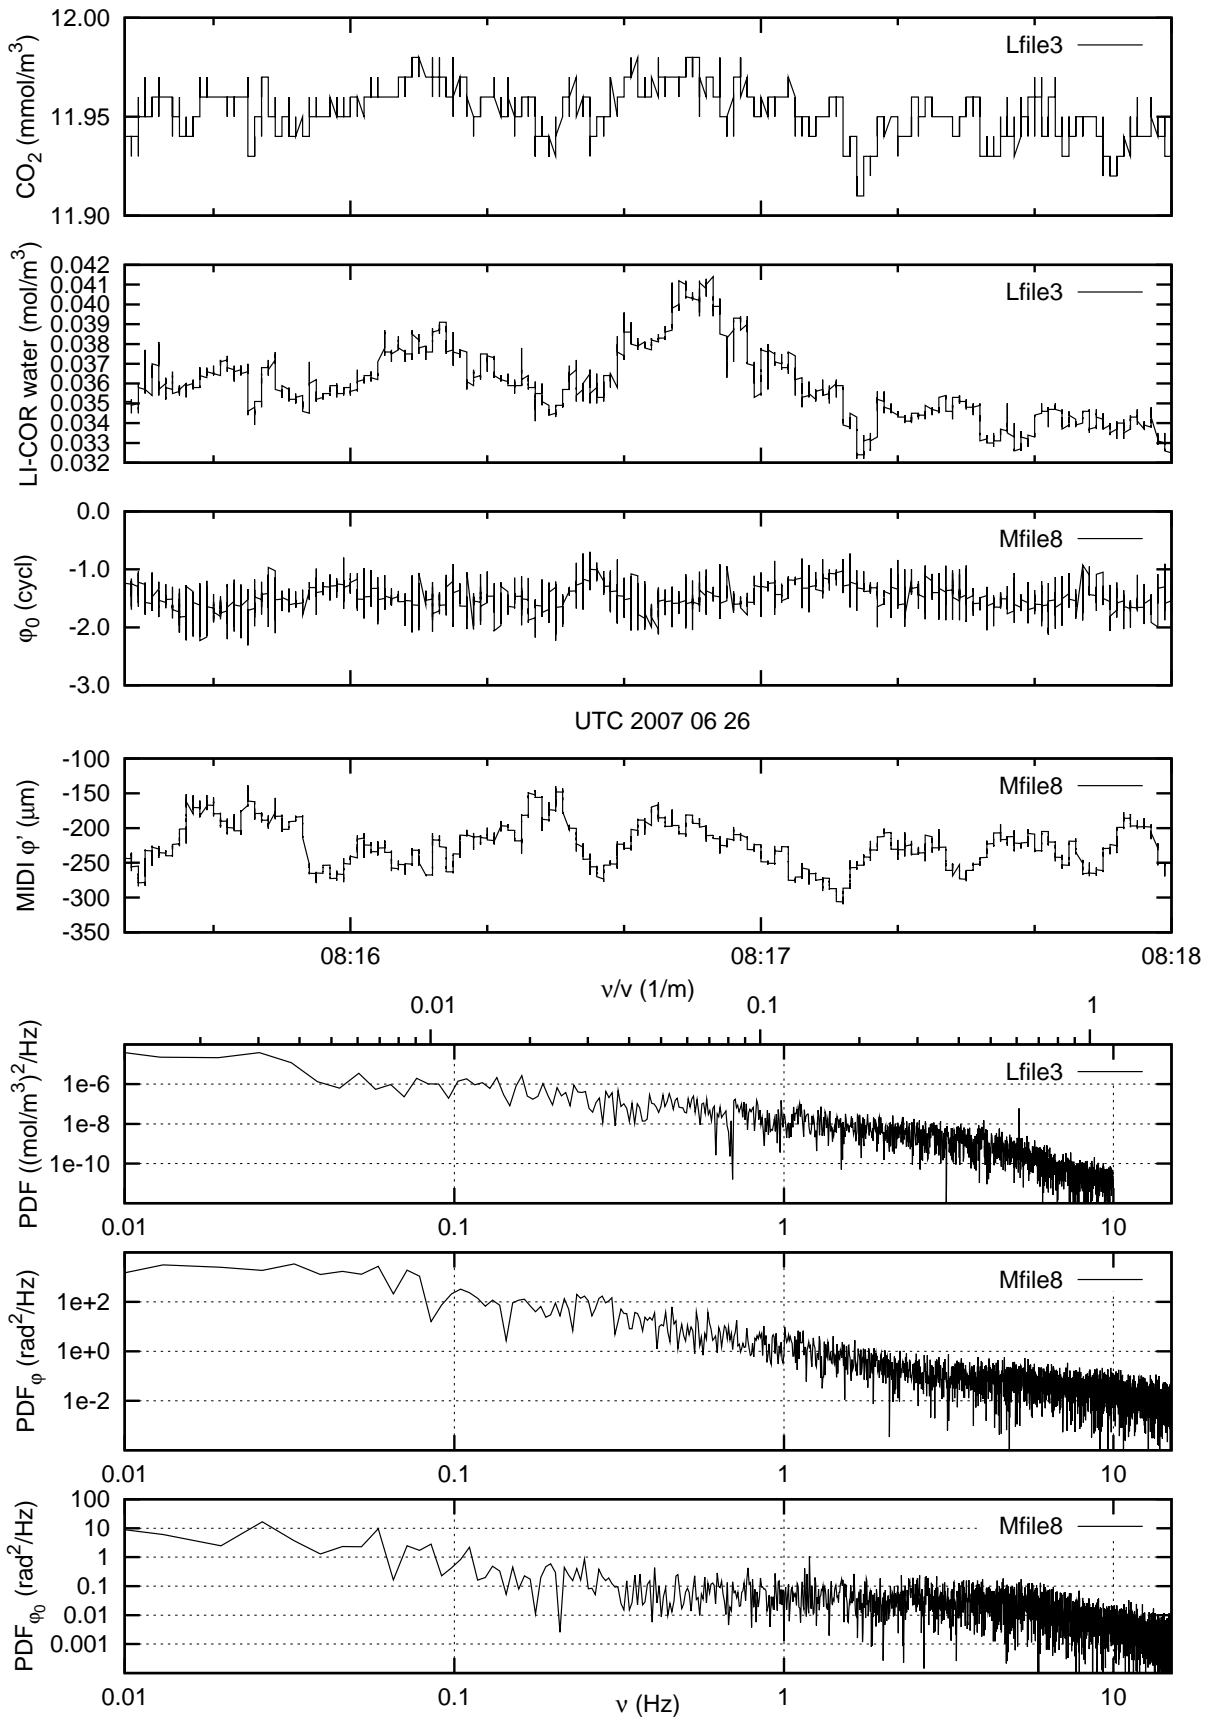 12.00
11.95
11.90
CO2 (mmol/m3)
Lfile3
0.042
0.041
0.040
0.039
0.038
0.037
0.036
0.035
0.034
0.033
0.032
LI-COR water (mol/m3)
Lfile3
0.0
-1.0
-2.0
-3.0
φ0 (cycl)
Mfile8
UTC 2007 06 26
-100
-150
-200
-250
-300
-350
MIDI φ' (μm)
Mfile8
08:16 08:17 08:18
ν/v (1/m)
0.01 0.1 1
1e-6
1e-8
1e-10
PDF ((mol/m3)2/Hz)
Lfile3
0.01 0.1 1 10
1e+2
1e+0
1e-2
PDFφ (rad2/Hz)
Mfile8
0.01 0.1 1 10
100
10
1
0.1
0.01
0.001
PDFφ0 (rad2/Hz)
Mfile8
0.01 0.1 1 10
ν (Hz)